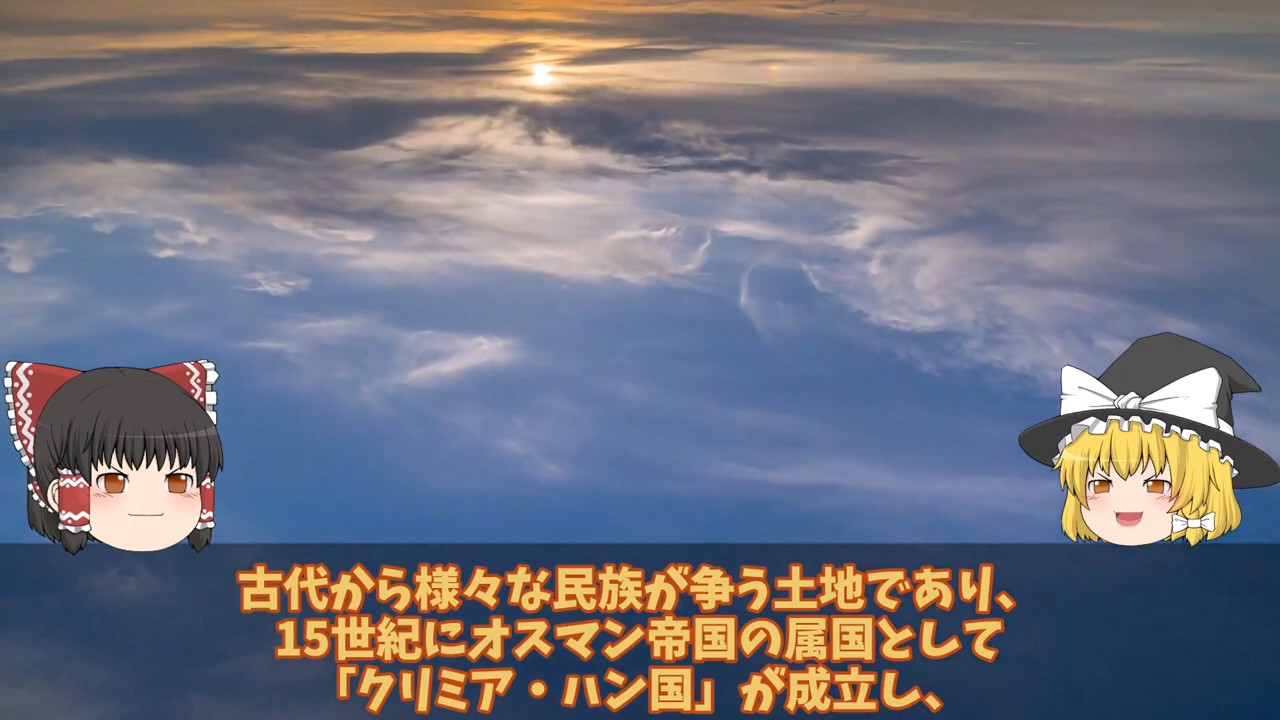 古代から様々な民族が争う土地であり、
15世紀にオスマン帝国の属国として
「クリミア・ハン国」が成立し、